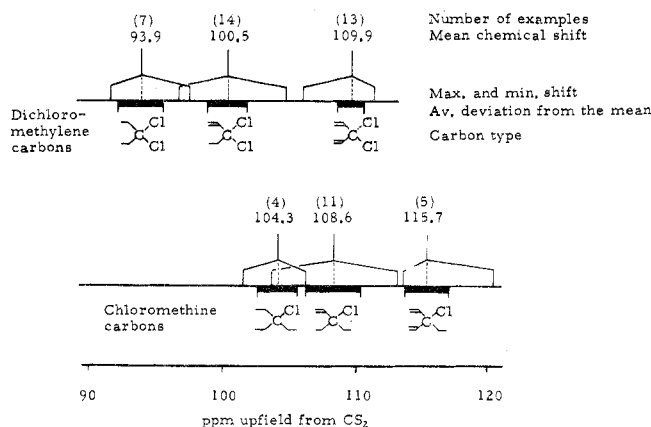 (7) (14) (13) Number of examples
93.9 100.5 109.9 Mean chemical shift
Max. and min. shift
Av. deviation from the mean
Dichloro-
methylene
carbons
Cl Cl Cl
C C C
Cl Cl Cl
Carbon type
(4) (11) (5)
104.3 108.6 115.7
Chloromethine
carbons
Cl Cl Cl
C C C
90 100 110 120
ppm upfield from CS₂